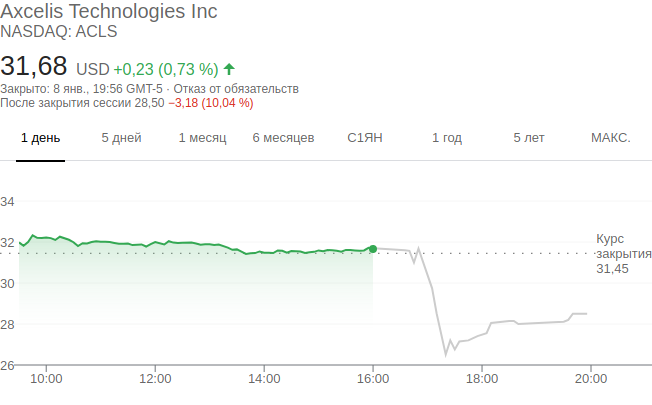 Axcelis Technologies Inc
NASDAQ: ACLS
31,68 USD +0,23 (0,73 %)
Закрыто: 8 янв., 19:56 GMT-5 · Отказ от обязательств
После закрытия сессии 28,50 −3,18 (10,04 %)
1 день 5 дней 1 месяц 6 месяцев С1ЯН 1 год 5 лет МАКС.
34
32
30
28
26
Курс
закрытия
31,45
10:00 12:00 14:00 16:00 18:00 20:00